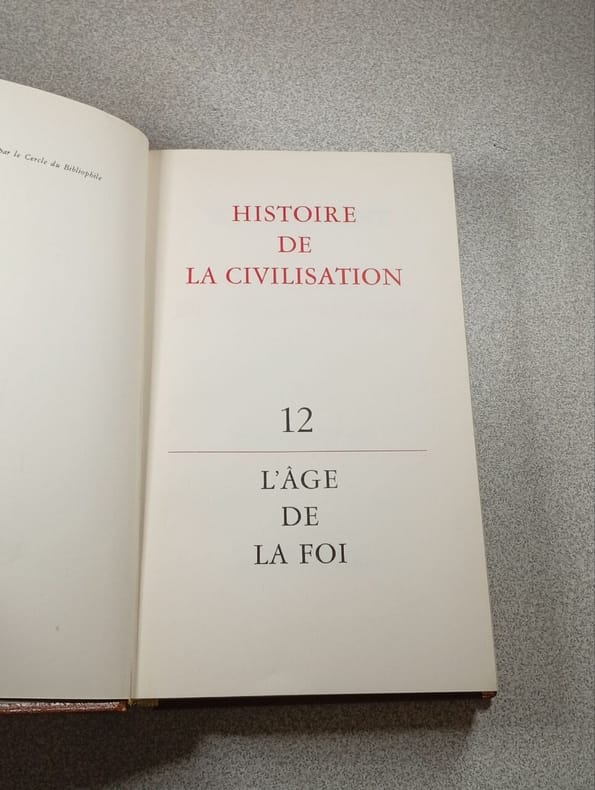 par le Cercle du Bibliophile
HISTOIRE
DE
LA CIVILISATION
12
L'ÂGE
DE
LA FOI